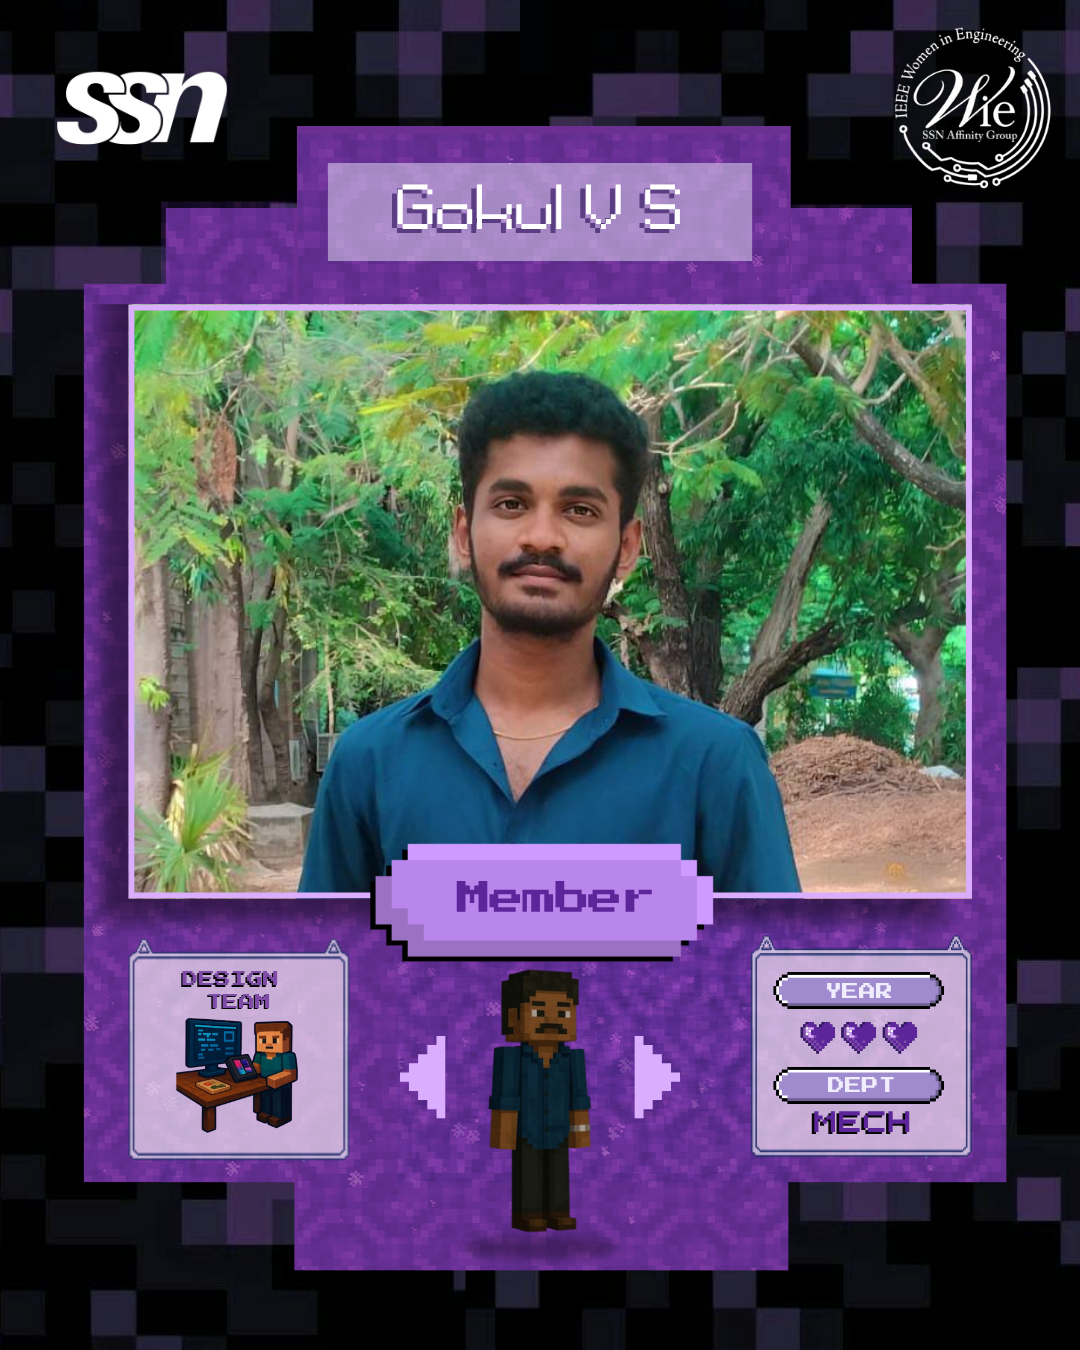 ssn
IEEE Women in Engineering
WIE
SSN Affinity Group
Gokul V S
Member
DESIGN
TEAM
YEAR
DEPT
MECH